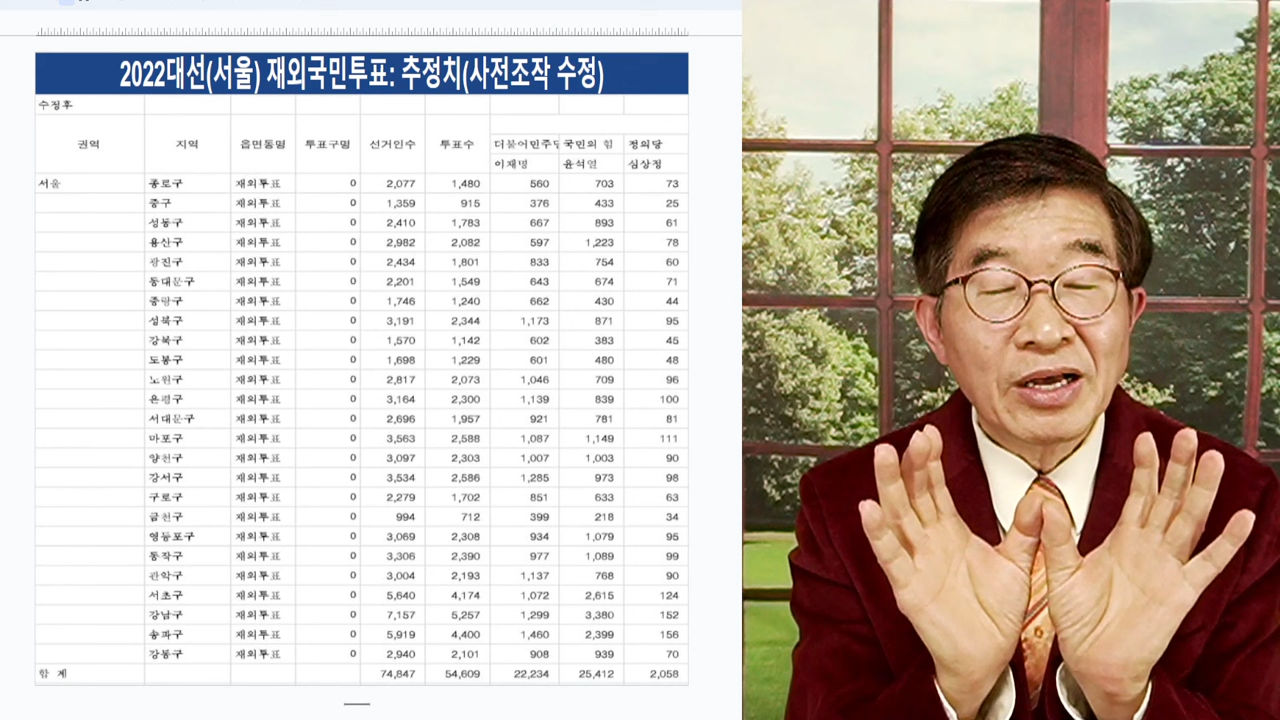 2022대선(서울) 재외국민투표: 추정치(사전조작 수정)
수정후
권역 지역 읍면동명 투표구명 선거인수 투표수 더불어민주당 국민의 힘 정의당
이재명 윤석열 심상정
서울 종로구 재외투표 0 2,077 1,480 560 703 73
중구 재외투표 0 1,359 915 376 433 25
성동구 재외투표 0 2,410 1,783 667 893 61
용산구 재외투표 0 2,982 2,082 597 1,223 78
광진구 재외투표 0 2,434 1,801 833 754 60
동대문구 재외투표 0 2,201 1,549 643 674 71
중랑구 재외투표 0 1,746 1,240 662 430 44
성북구 재외투표 0 3,191 2,344 1,173 871 95
강북구 재외투표 0 1,570 1,142 602 383 45
도봉구 재외투표 0 1,698 1,229 601 480 48
노원구 재외투표 0 2,817 2,073 1,046 709 96
은평구 재외투표 0 3,164 2,300 1,139 839 100
서대문구 재외투표 0 2,696 1,957 921 781 81
마포구 재외투표 0 3,563 2,588 1,087 1,149 111
양천구 재외투표 0 3,097 2,303 1,007 1,003 90
강서구 재외투표 0 3,534 2,586 1,285 973 98
구로구 재외투표 0 2,279 1,702 851 633 63
금천구 재외투표 0 994 712 399 218 34
영등포구 재외투표 0 3,069 2,308 934 1,079 95
동작구 재외투표 0 3,306 2,390 977 1,089 99
관악구 재외투표 0 3,004 2,193 1,137 768 90
서초구 재외투표 0 5,640 4,174 1,072 2,615 124
강남구 재외투표 0 7,157 5,257 1,299 3,380 152
송파구 재외투표 0 5,919 4,400 1,460 2,399 156
강동구 재외투표 0 2,940 2,101 908 939 70
합 계 74,847 54,609 22,234 25,412 2,058